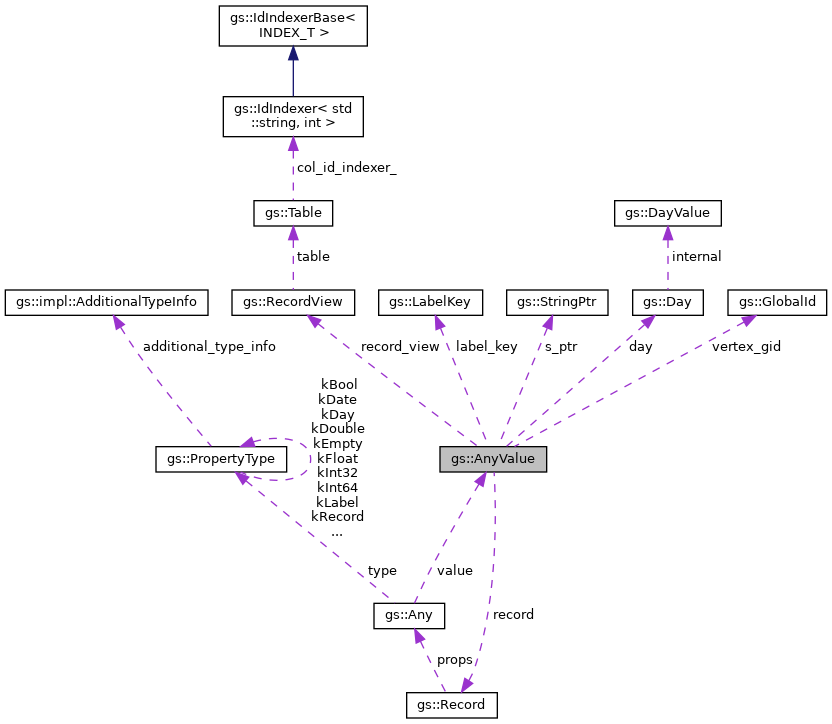 gs::IdIndexerBase<
INDEX_T >
gs::IdIndexer< std
::string, int >
col_id_indexer_
gs::Table
gs::DayValue
table
internal
gs::impl::AdditionalTypeInfo
gs::RecordView
gs::LabelKey
gs::StringPtr
gs::Day
gs::GlobalId
additional_type_info
record_view
label_key
s_ptr
day
vertex_gid
kBool
kDate
kDay
kDouble
kEmpty
kFloat
kInt32
kInt64
kLabel
kRecord
...
gs::PropertyType
gs::AnyValue
type
value
gs::Any
record
props
gs::Record